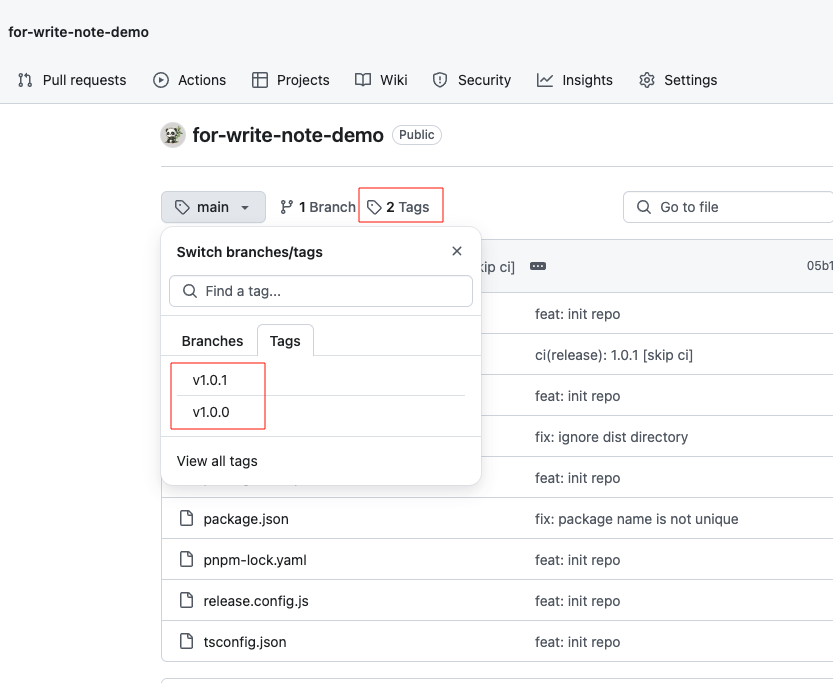 for-write-note-demo
Pull requests Actions Projects Wiki Security Insights Settings
for-write-note-demo Public
main 1 Branch 2 Tags Go to file
Switch branches/tags
kip ci] 05b1
Find a tag...
feat: init repo
Branches Tags
ci(release): 1.0.1 [skip ci]
v1.0.1
feat: init repo
v1.0.0
fix: ignore dist directory
View all tags
feat: init repo
package.json fix: package name is not unique
pnpm-lock.yaml feat: init repo
release.config.js feat: init repo
tsconfig.json feat: init repo